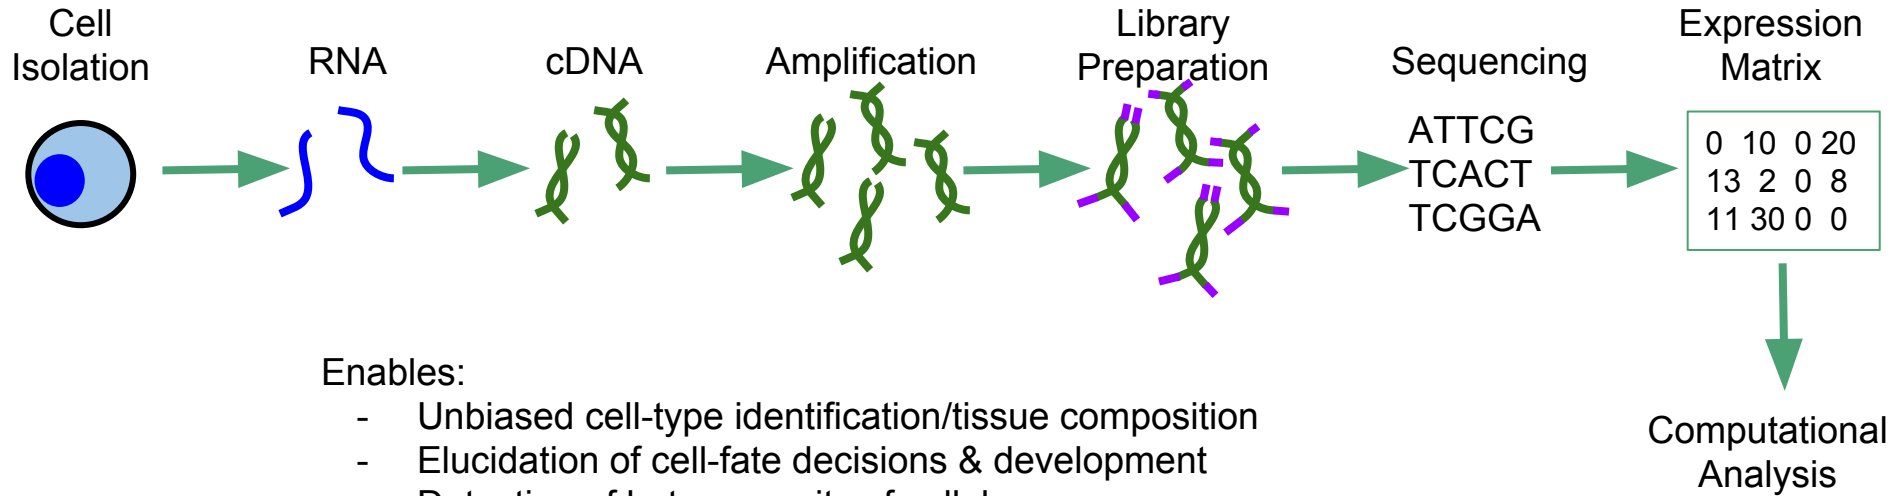 Cell
Isolation
RNA
cDNA
Amplification
Library
Preparation
Sequencing
Expression
Matrix
ATTCG
TCACT
TCGGA
0 10 0 20
13 2 0 8
11 30 0 0
Enables:
- Unbiased cell-type identification/tissue composition
- Elucidation of cell-fate decisions & development
Computational
Analysis